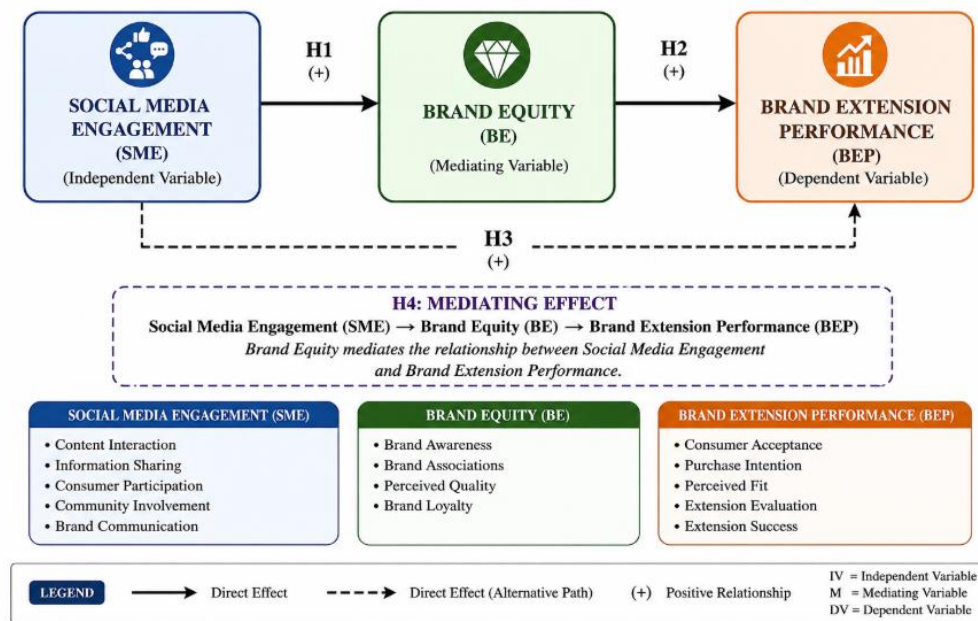 SOCIAL MEDIA
ENGAGEMENT
(SME)
(Independent Variable)
H1
(+)
BRAND EQUITY
(BE)
(Mediating Variable)
H2
(+)
BRAND EXTENSION
PERFORMANCE
(BEP)
(Dependent Variable)
H3
(+)
H4: MEDIATING EFFECT
Social Media Engagement (SME) → Brand Equity (BE) → Brand Extension Performance (BEP)
Brand Equity mediates the relationship between Social Media Engagement
and Brand Extension Performance.
SOCIAL MEDIA ENGAGEMENT (SME)
• Content Interaction
• Information Sharing
• Consumer Participation
• Community Involvement
• Brand Communication
BRAND EQUITY (BE)
• Brand Awareness
• Brand Associations
• Perceived Quality
• Brand Loyalty
BRAND EXTENSION PERFORMANCE (BEP)
• Consumer Acceptance
• Purchase Intention
• Perceived Fit
• Extension Evaluation
• Extension Success
LEGEND
Direct Effect
Direct Effect (Alternative Path)
(+) Positive Relationship
IV = Independent Variable
M = Mediating Variable
DV = Dependent Variable